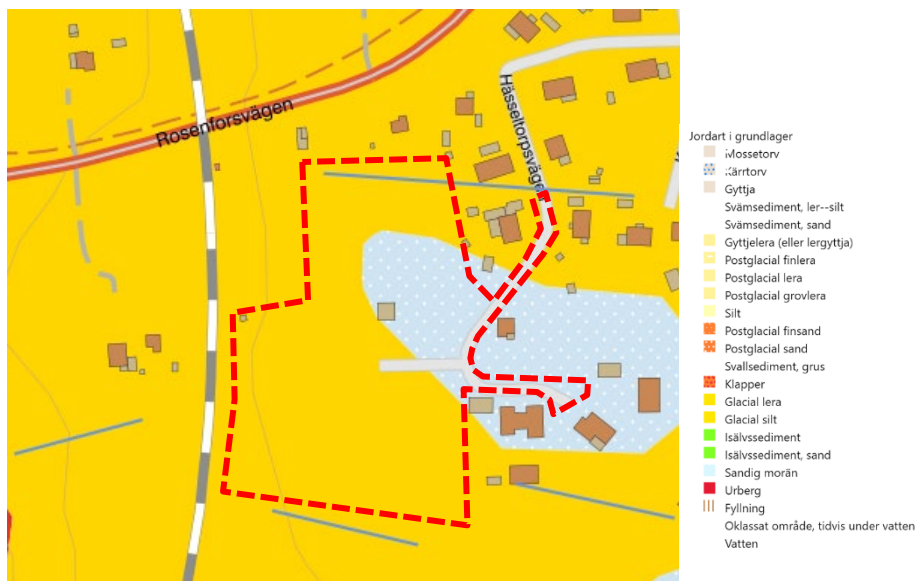 Rosenforsvägen
Hässeltorpsvägen
Jordart i grundlager
Mossetorv
Kärrtorv
Gyttja
Svämsediment, ler--silt
Svämsediment, sand
Gyttjelera (eller lergyttja)
Postglacial finlera
Postglacial lera
Postglacial grovlera
Silt
Postglacial finsand
Postglacial sand
Svallsediment, grus
Klapper
Glacial lera
Glacial silt
Isälvssediment
Isälvssediment, sand
Sandig morän
Urberg
Fyllning
Oklassat område, tidvis under vatten
Vatten